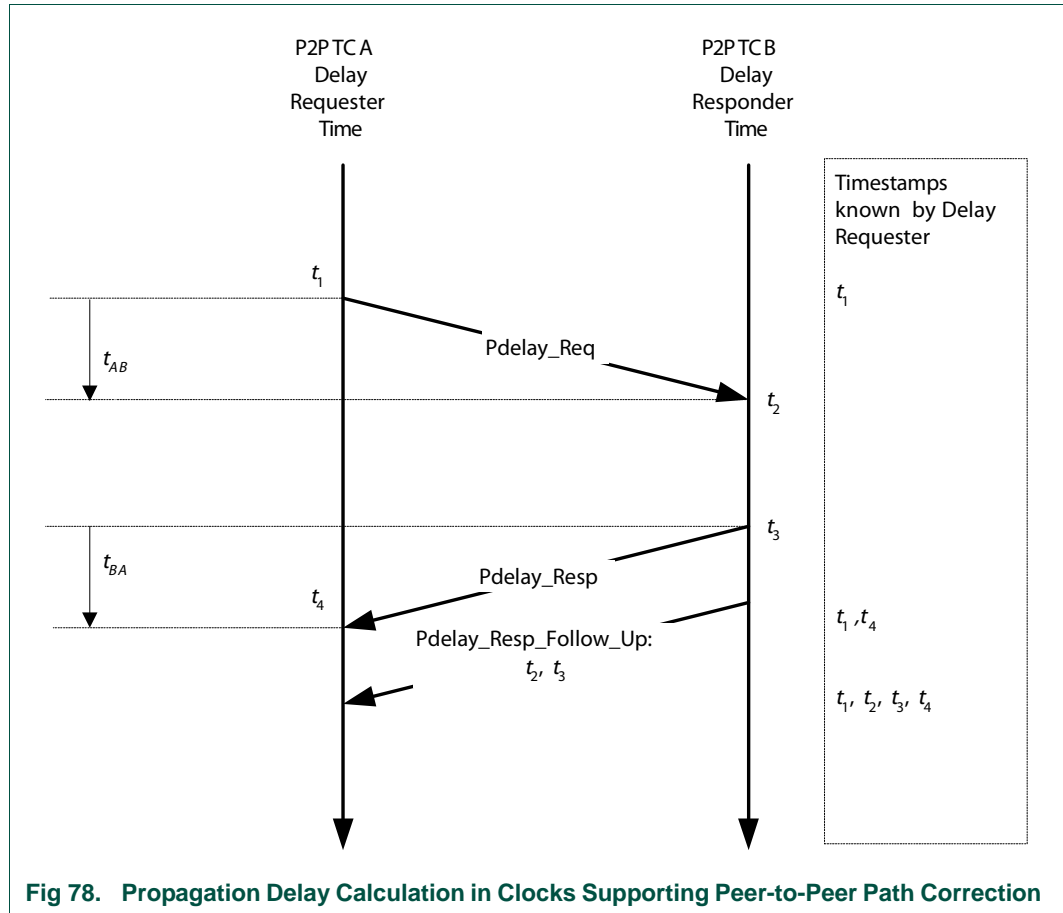 P2P TC A
Delay
Requester
Time
P2P TC B
Delay
Responder
Time
Timestamps
known by Delay
Requester
t1
t1
Pdelay_Req
tAB
t2
t3
tBA
Pdelay_Resp
t4
t1 ,t4
Pdelay_Resp_Follow_Up:
t2, t3
t1, t2, t3, t4
Fig 78. Propagation Delay Calculation in Clocks Supporting Peer-to-Peer Path Correction